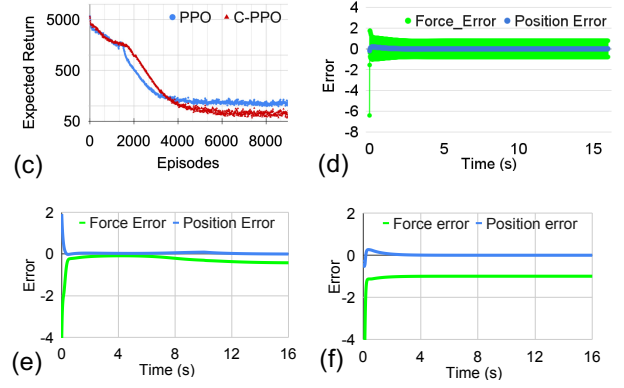 PPO C-PPO
5000
500
50
0 2000 4000 6000 8000
Expected Return
Episodes
(c)
Force_Error Position Error
4
2
0
-2
-4
-6
-8
0 5 10 15
Error
Time (s)
(d)
Force Error Position Error
2
0
-2
-4
0 4 8 12 16
Error
Time (s)
(e)
Force error Position error
2
0
-2
-4
0 4 8 12 16
Error
Time (s)
(f)